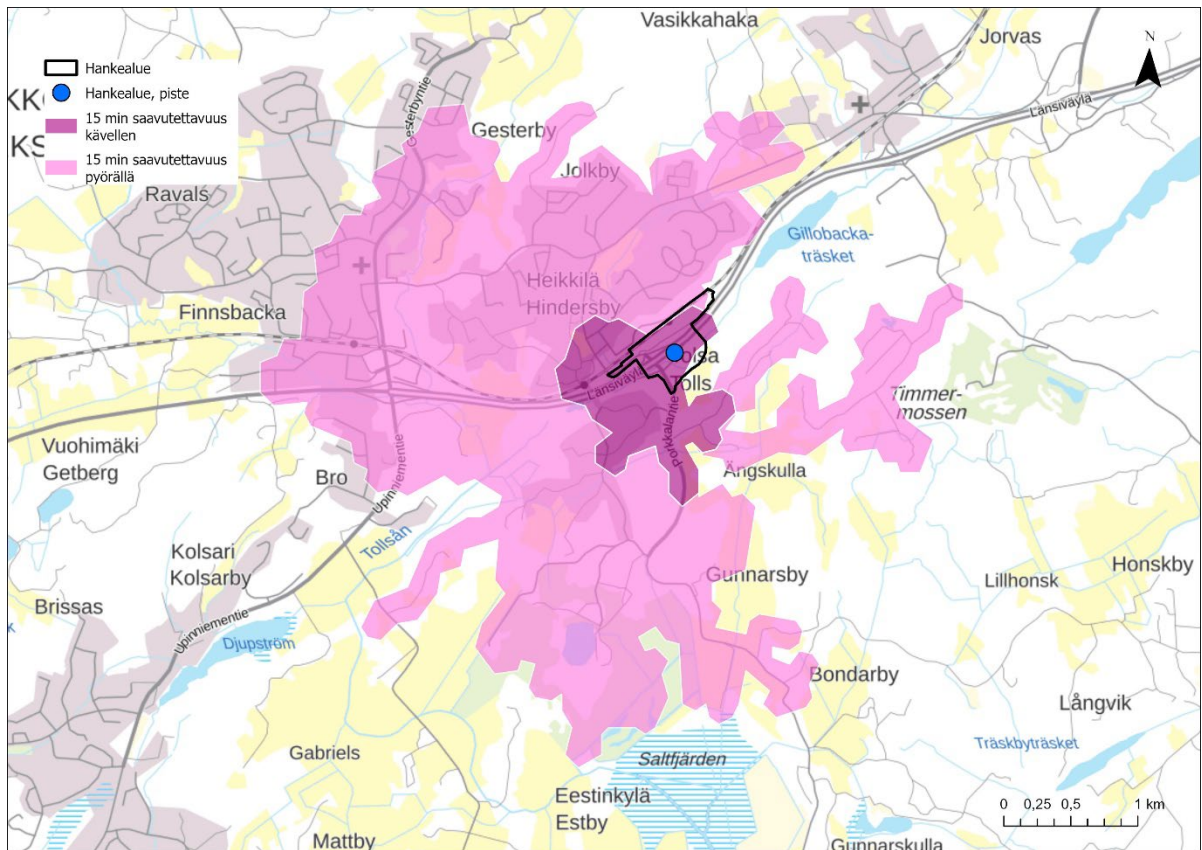 Vasikkahaka
Jorvas
N
Hankealue
Hankealue, piste
15 min saavutettavuus
kävellen
15 min saavutettavuus
pyörällä
Gesterbyntie
Länsiväylä
Gesterby
Jolkby
Ravals
Gillobacka-
träsket
Heikkilä
Hindersby
Finnsbacka
Tolls
Länsiväylä
Timmer-
mossen
Porkkalantie
Vuohimäki
Getberg
Bro
Upinniementie
Ängskulla
Tollsån
Kolsari
Kolsarby
Gunnarsby
Lillhonsk
Honskby
Brissas
Upinniementie
Djupström
Bondarby
Långvik
Träskbyträsket
Gabriels
Saltfjärden
Eestinkylä
Estby
0 0,25 0,5 1 km
Mattby
Gunnarskulla